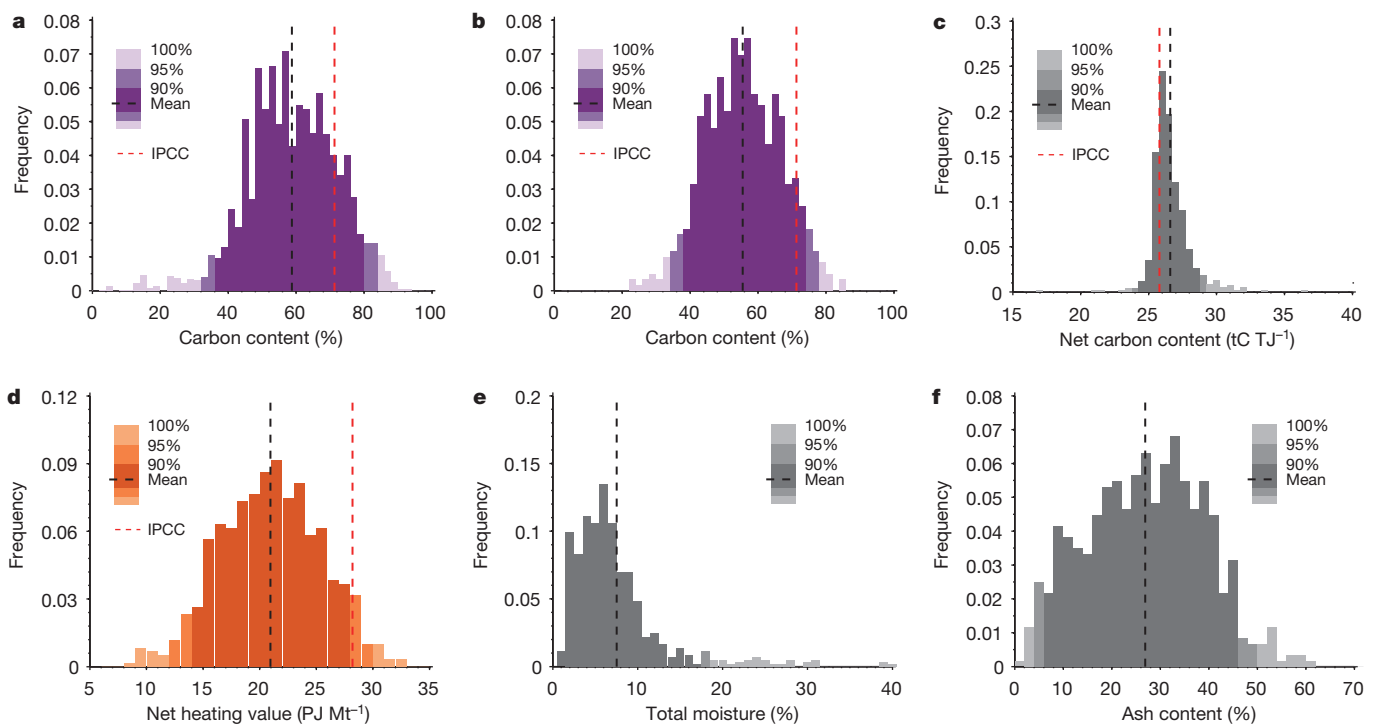 a
0.08
0.07
0.06
0.05
0.04
0.03
0.02
0.01
0
Frequency
100%
95%
90%
Mean
IPCC
0 20 40 60 80 100
Carbon content (%)
b
0.08
0.07
0.06
0.05
0.04
0.03
0.02
0.01
0
Frequency
100%
95%
90%
Mean
IPCC
0 20 40 60 80 100
Carbon content (%)
c
0.3
0.25
0.2
0.15
0.1
0.05
0
Frequency
100%
95%
90%
Mean
IPCC
15 20 25 30 35 40
Net carbon content (tC TJ⁻¹)
d
0.12
0.09
0.06
0.03
0
Frequency
100%
95%
90%
Mean
IPCC
5 10 15 20 25 30 35
Net heating value (PJ Mt⁻¹)
e
0.2
0.15
0.1
0.05
0
Frequency
100%
95%
90%
Mean
0 10 20 30 40
Total moisture (%)
f
0.08
0.07
0.06
0.05
0.04
0.03
0.02
0.01
0
Frequency
100%
95%
90%
Mean
0 10 20 30 40 50 60 70
Ash content (%)